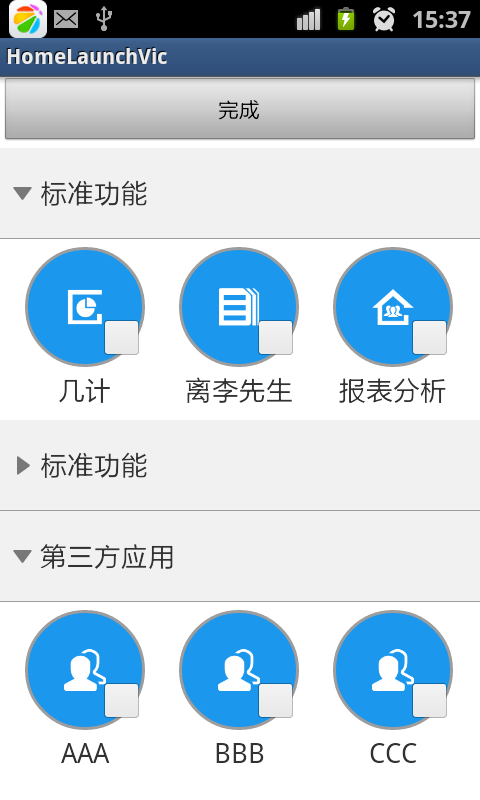 15:37
HomeLaunchVic
完成
标准功能
几计
离李先生
报表分析
标准功能
第三方应用
AAA
BBB
CCC